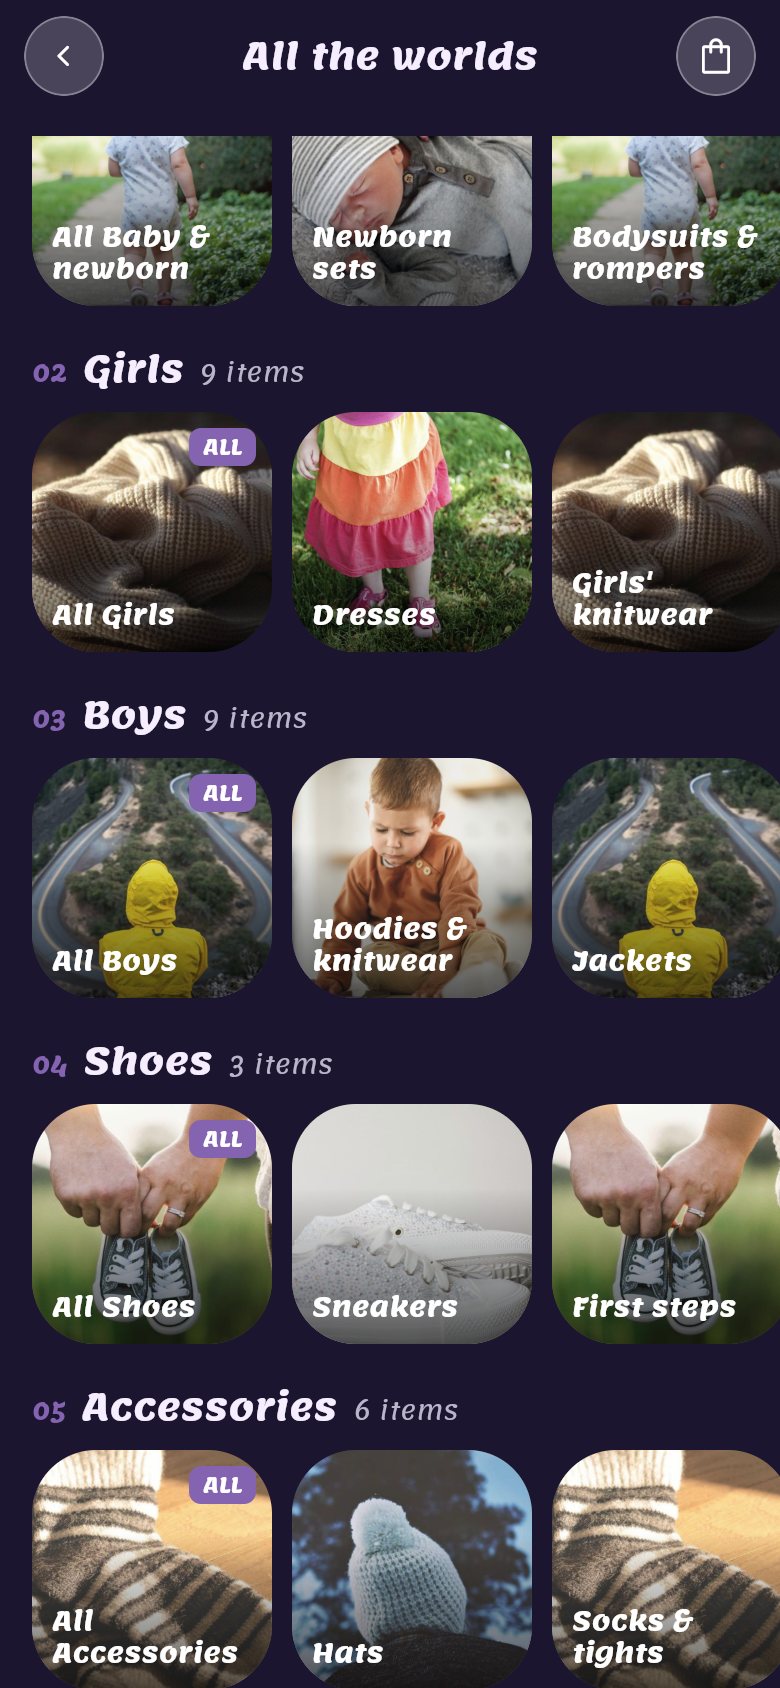 All the worlds
All Baby &
newborn
Newborn
sets
Bodysuits &
rompers
02 Girls 9 items
ALL
All Girls
Dresses
Girls'
knitwear
03 Boys 9 items
ALL
All Boys
Hoodies &
knitwear
Jackets
04 Shoes 3 items
ALL
All Shoes
Sneakers
First steps
05 Accessories 6 items
ALL
All
Accessories
Hats
Socks &
tights